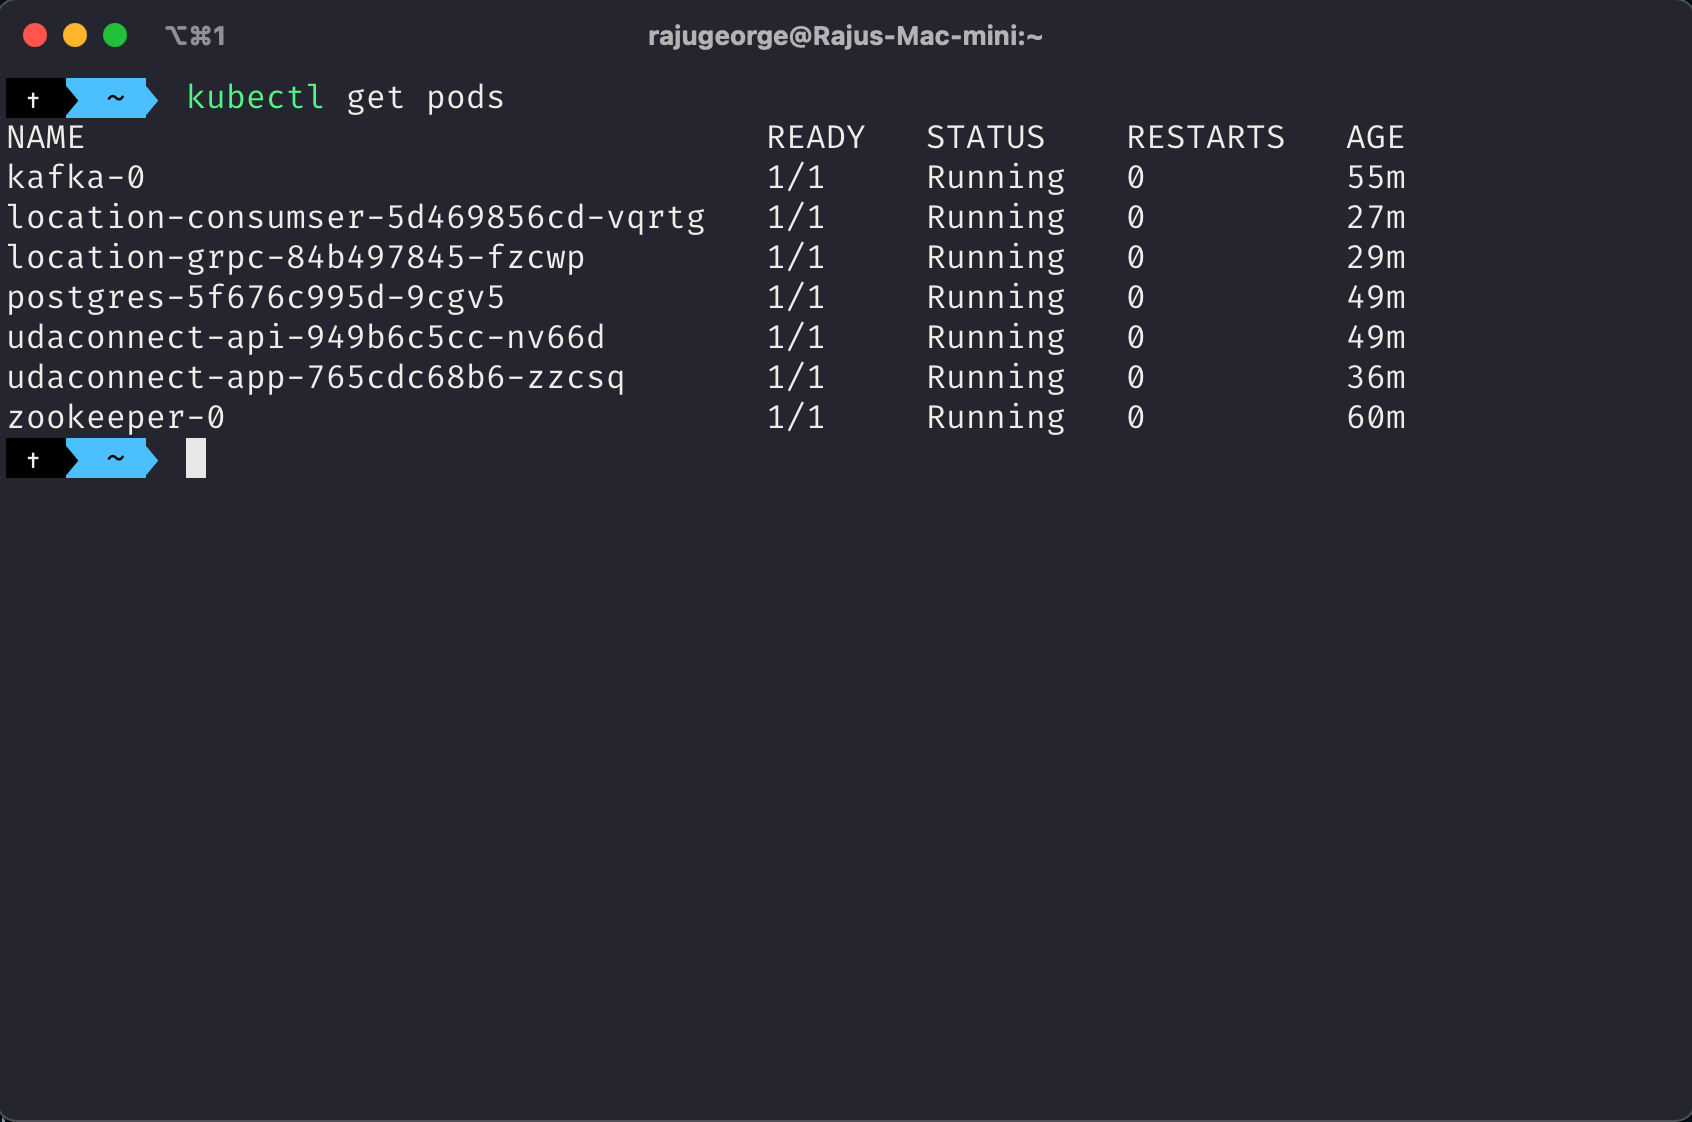 ⌥⌘1
rajugeorge@Rajus-Mac-mini:~
✝ ~ kubectl get pods
NAME READY STATUS RESTARTS AGE
kafka-0 1/1 Running 0 55m
location-consumser-5d469856cd-vqrtg 1/1 Running 0 27m
location-grpc-84b497845-fzcwp 1/1 Running 0 29m
postgres-5f676c995d-9cgv5 1/1 Running 0 49m
udaconnect-api-949b6c5cc-nv66d 1/1 Running 0 49m
udaconnect-app-765cdc68b6-zzcsq 1/1 Running 0 36m
zookeeper-0 1/1 Running 0 60m
✝ ~